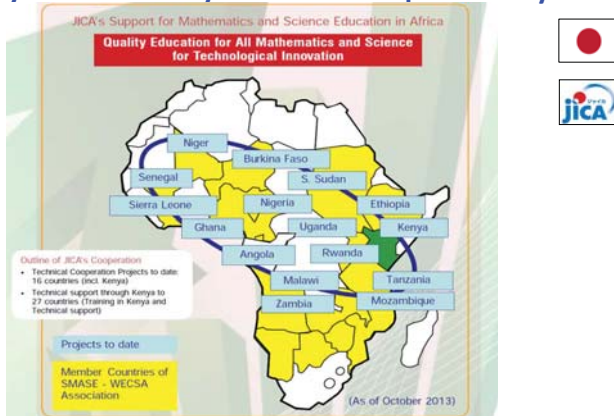 JICA's Support for Mathematics and Science Education in Africa
Quality Education for All Mathematics and Science
for Technological Innovation
Niger
Burkina Faso
Senegal
S. Sudan
Sierra Leone
Nigeria
Ethiopia
Ghana
Uganda
Kenya
Angola
Rwanda
Malawi
Tanzania
Zambia
Mozambique
Outline of JICA's Cooperation
• Technical Cooperation Projects to date:
16 countries (incl. Kenya)
• Technical support through Kenya to
27 countries (Training in Kenya and
Technical support)
Projects to date
Member Countries of
SMASE - WECSA
Association
(As of October 2013)
jICA